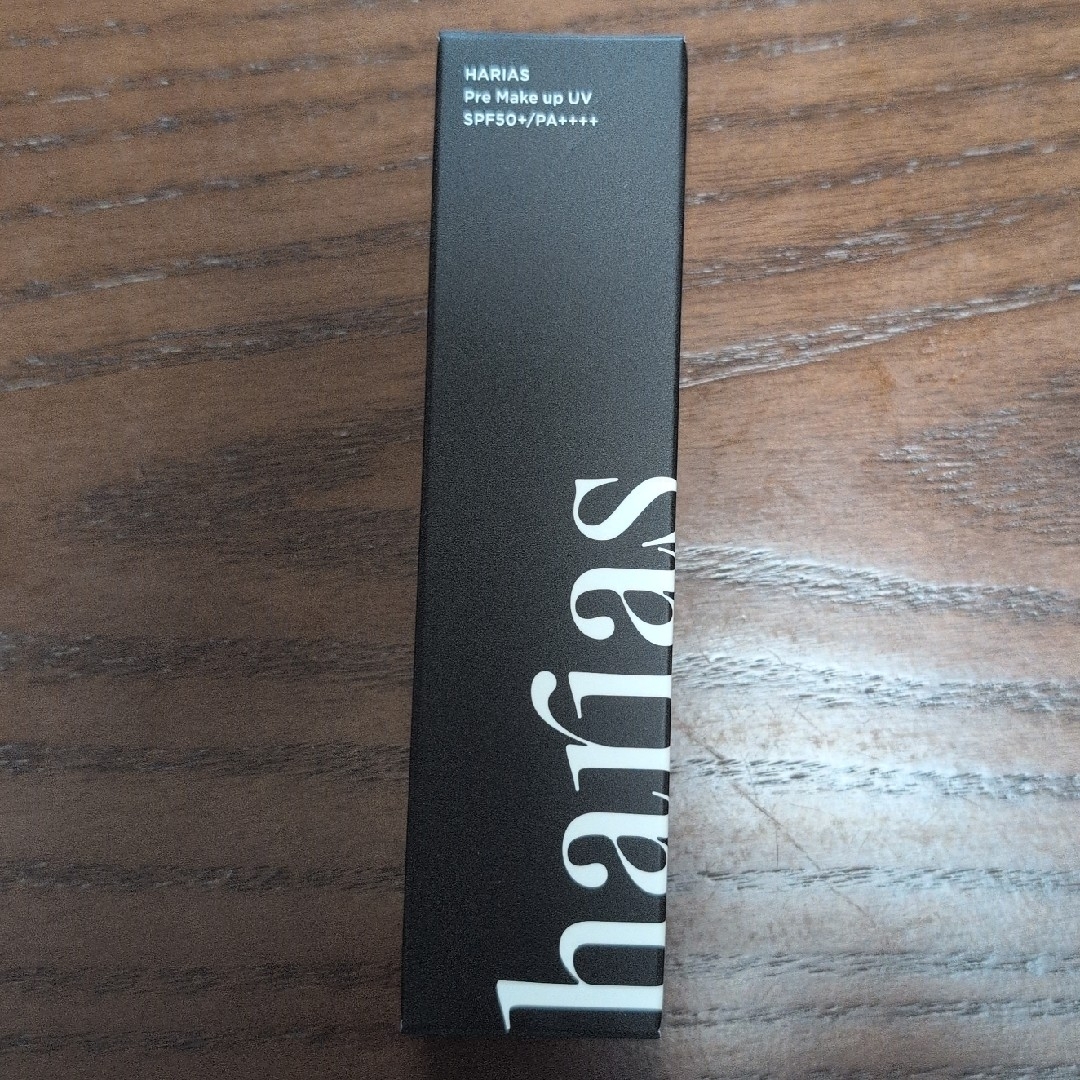 HARIAS
Pre Make up UV
SPF50+/PA++++
harias